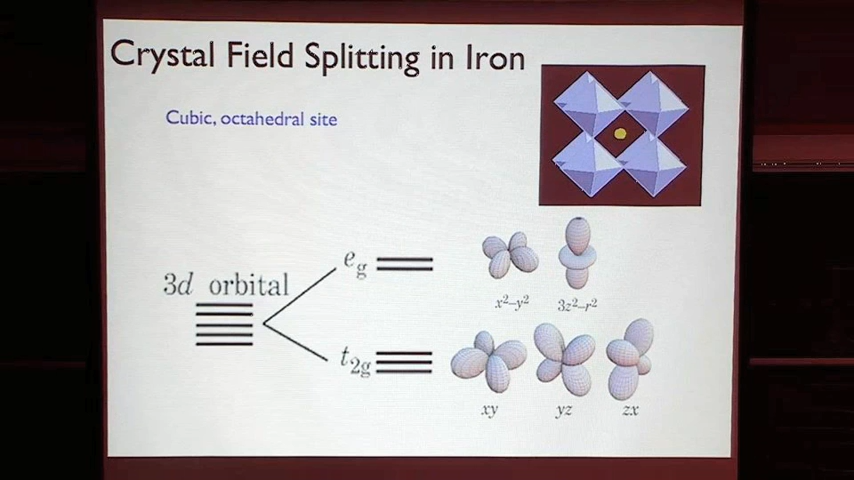 Crystal Field Splitting in Iron
Cubic, octahedral site
3d orbital
e_g
t_2g
x²–y²
3z²–r²
xy
yz
zx